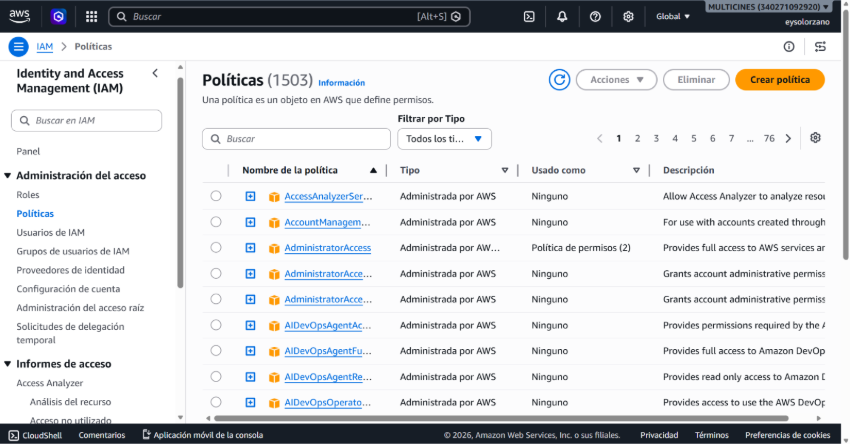 aws
Buscar
[Alt+S]
Global
MULTICINES (340271092920)
eysolorzano
IAM > Políticas
Identity and Access
Management (IAM)
Buscar en IAM
Panel
Administración del acceso
Roles
Políticas
Usuarios de IAM
Grupos de usuarios de IAM
Proveedores de identidad
Configuración de cuenta
Administración del acceso raíz
Solicitudes de delegación
temporal
Informes de acceso
Access Analyzer
Análisis del recurso
Acceso no utilizado
Políticas (1503) Información
Acciones
Eliminar
Crear política
Una política es un objeto en AWS que define permisos.
Filtrar por Tipo
Buscar
Todos los ti...
1 2 3 4 5 6 7 ... 76
Nombre de la política Tipo Usado como Descripción
AccessAnalyzerSer... Administrada por AWS Ninguno Allow Access Analyzer to analyze resou
AccountManagem... Administrada por AWS Ninguno For use with accounts created through
AdministratorAccess Administrada por AW... Política de permisos (2) Provides full access to AWS services an
AdministratorAcce... Administrada por AWS Ninguno Grants account administrative permiss
AdministratorAcce... Administrada por AWS Ninguno Grants account administrative permiss
AIDevOpsAgentAc... Administrada por AWS Ninguno Provides permissions required by the A
AIDevOpsAgentFu... Administrada por AWS Ninguno Provides full access to Amazon DevOp
AIDevOpsAgentRe... Administrada por AWS Ninguno Provides read only access to Amazon D
AIDevOpsOperato... Administrada por AWS Ninguno Provides access to use the AWS DevOp
CloudShell Comentarios Aplicación móvil de la consola © 2026, Amazon Web Services, Inc. o sus filiales. Privacidad Términos Preferencias de cookies